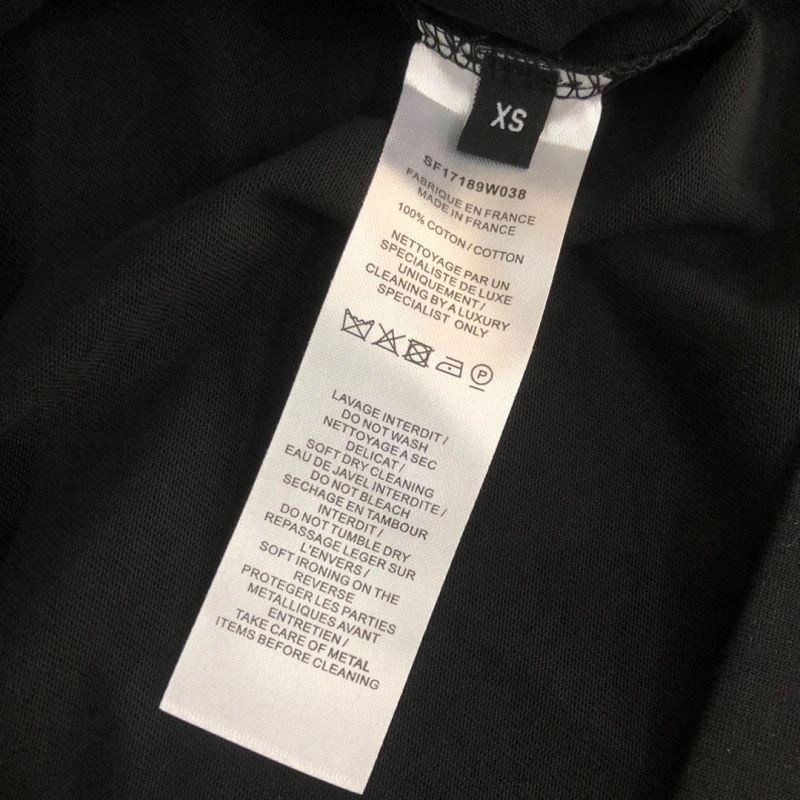 XS
SF17189W038
FABRIQUE EN FRANCE
MADE IN FRANCE
100% COTON / COTTON
NETTOYAGE PAR UN
SPECIALISTE DE LUXE
UNIQUEMENT /
CLEANING BY A LUXURY
SPECIALIST ONLY
P
LAVAGE INTERDIT /
DO NOT WASH
NETTOYAGE A SEC
DELICAT /
SOFT DRY CLEANING
EAU DE JAVEL INTERDITE /
DO NOT BLEACH
SECHAGE EN TAMBOUR
INTERDIT /
DO NOT TUMBLE DRY
REPASSAGE LEGER SUR
L'ENVERS /
SOFT IRONING ON THE
REVERSE
PROTEGER LES PARTIES
METALLIQUES AVANT
ENTRETIEN /
TAKE CARE OF METAL
ITEMS BEFORE CLEANING